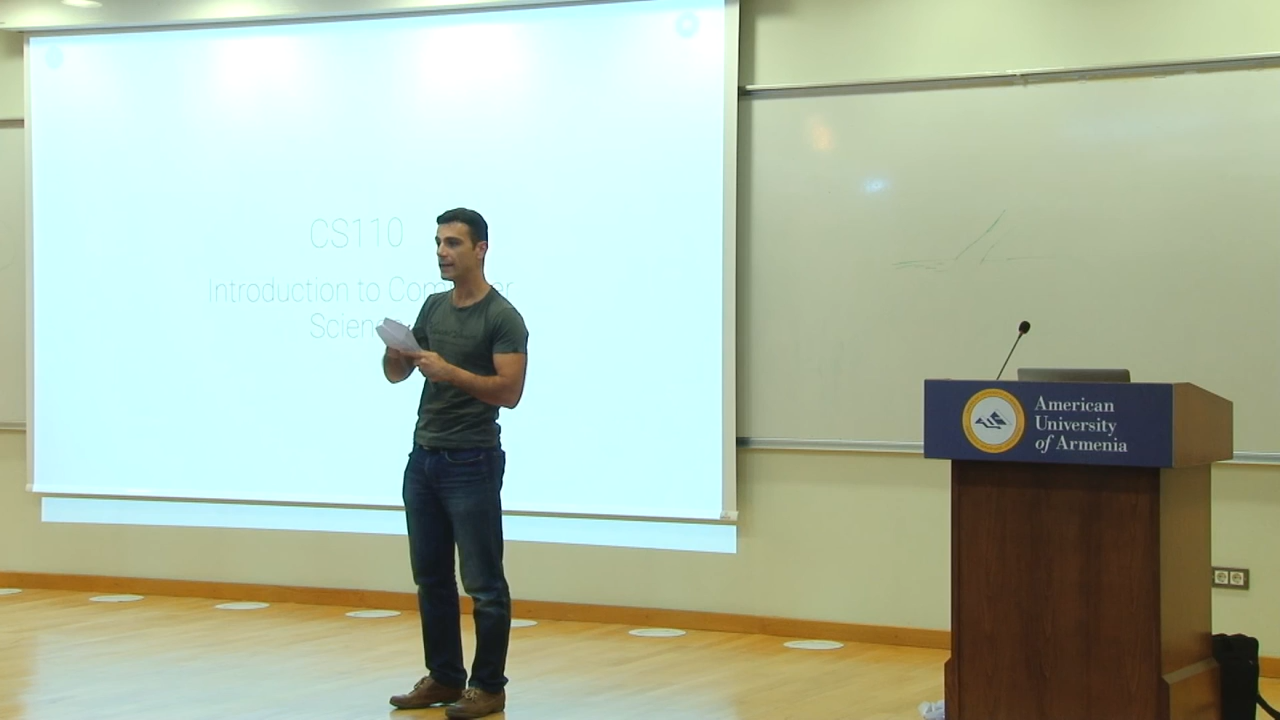 CS110
Introduction to
American
University
of Armenia